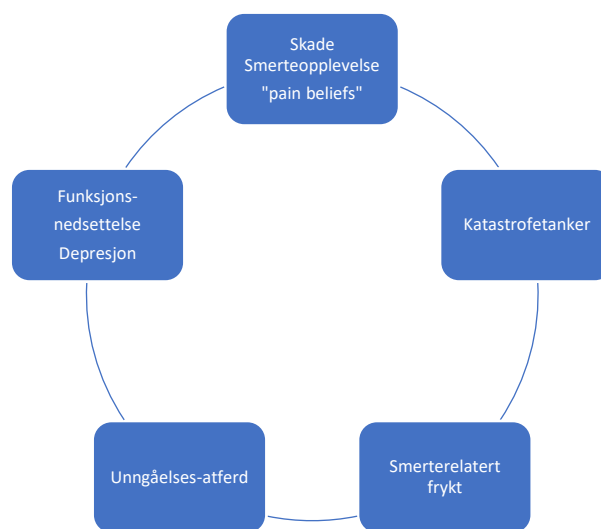 Skade
Smerteopplevelse
"pain beliefs"
Katastrofetanker
Smerterelatert
frykt
Unngåelses-atferd
Funksjons-
nedsettelse
Depresjon